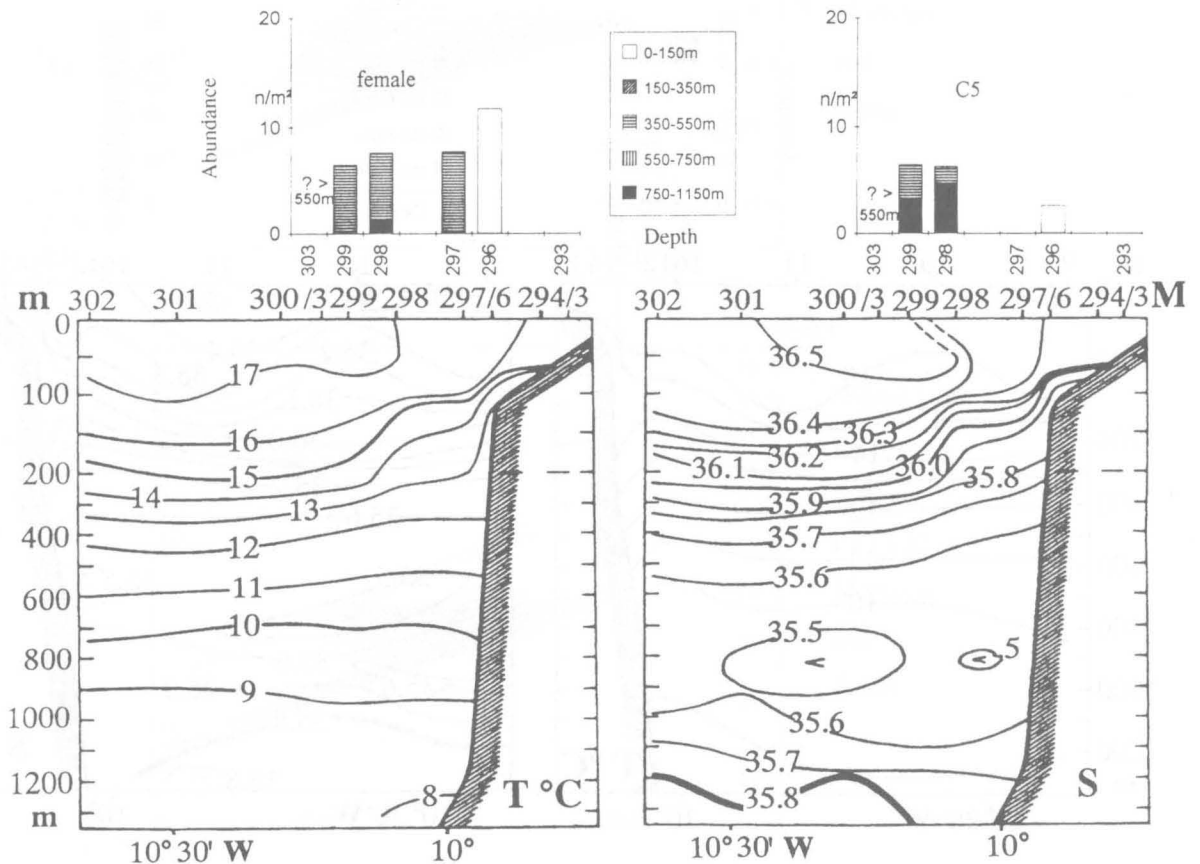 20
Abundance
n/m²
10
0
female
? >
550m
303
299
298
297
296
293
0-150m
150-350m
350-550m
550-750m
750-1150m
Depth
20
n/m²
10
0
C5
? >
550m
303
299
298
297
296
293
m 302 301 300/3 299 298 297/6 294/3
0
100
200
400
600
800
1000
1200
m
17
16
15
14
13
12
11
10
9
8
T °C
10°30' W 10°
302 301 300/3 299 298 297/6 294/3 M
36.5
36.4
36.3
36.2
36.1
36.0
35.9
35.8
35.7
35.6
35.5
<
.5
<
35.6
35.7
35.8
S
10°30' W 10°